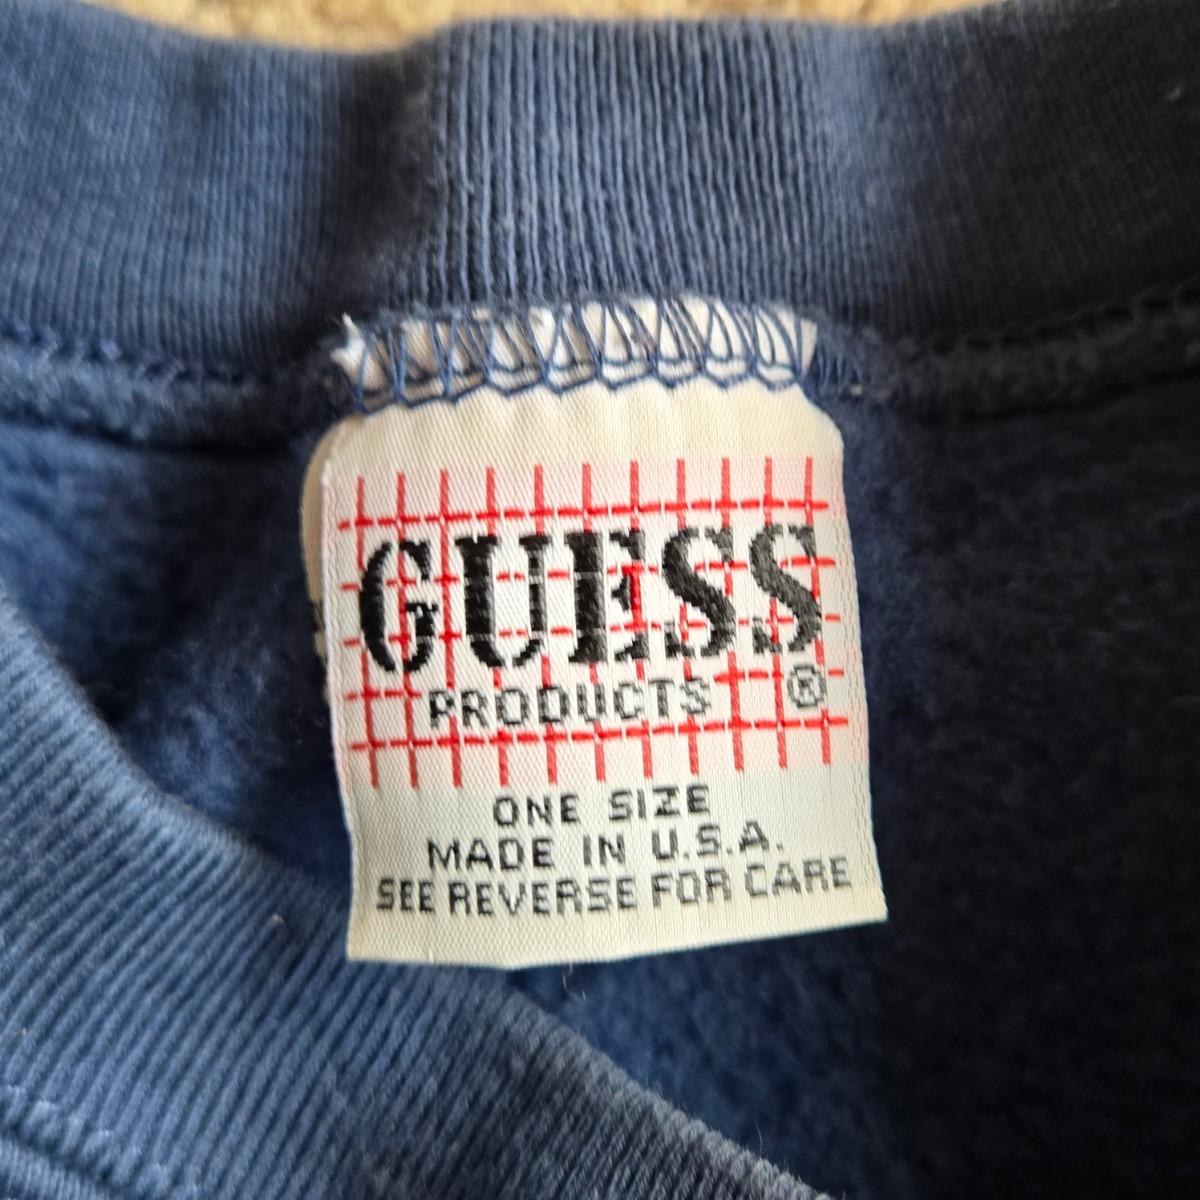 GUESS
PRODUCTS ®
ONE SIZE
MADE IN U.S.A.
SEE REVERSE FOR CARE